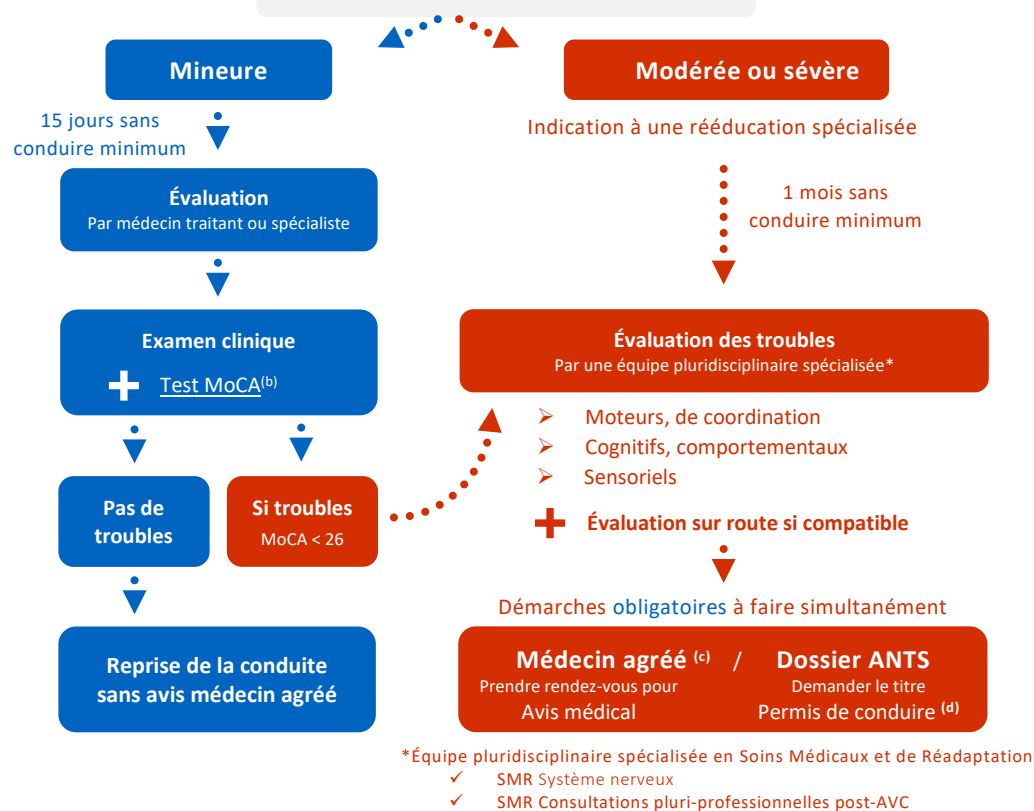 Mineure
15 jours sans
conduire minimum
Évaluation
Par médecin traitant ou spécialiste
Examen clinique
Test MoCA(b)
Pas de
troubles
Si troubles
MoCA < 26
Reprise de la conduite
sans avis médecin agréé
Modérée ou sévère
Indication à une rééducation spécialisée
1 mois sans
conduire minimum
Évaluation des troubles
Par une équipe pluridisciplinaire spécialisée*
Moteurs, de coordination
Cognitifs, comportementaux
Sensoriels
Évaluation sur route si compatible
Démarches obligatoires à faire simultanément
Médecin agréé (c) / Dossier ANTS
Prendre rendez-vous pour Demander le titre
Avis médical Permis de conduire (d)
*Équipe pluridisciplinaire spécialisée en Soins Médicaux et de Réadaptation
SMR Système nerveux
SMR Consultations pluri-professionnelles post-AVC